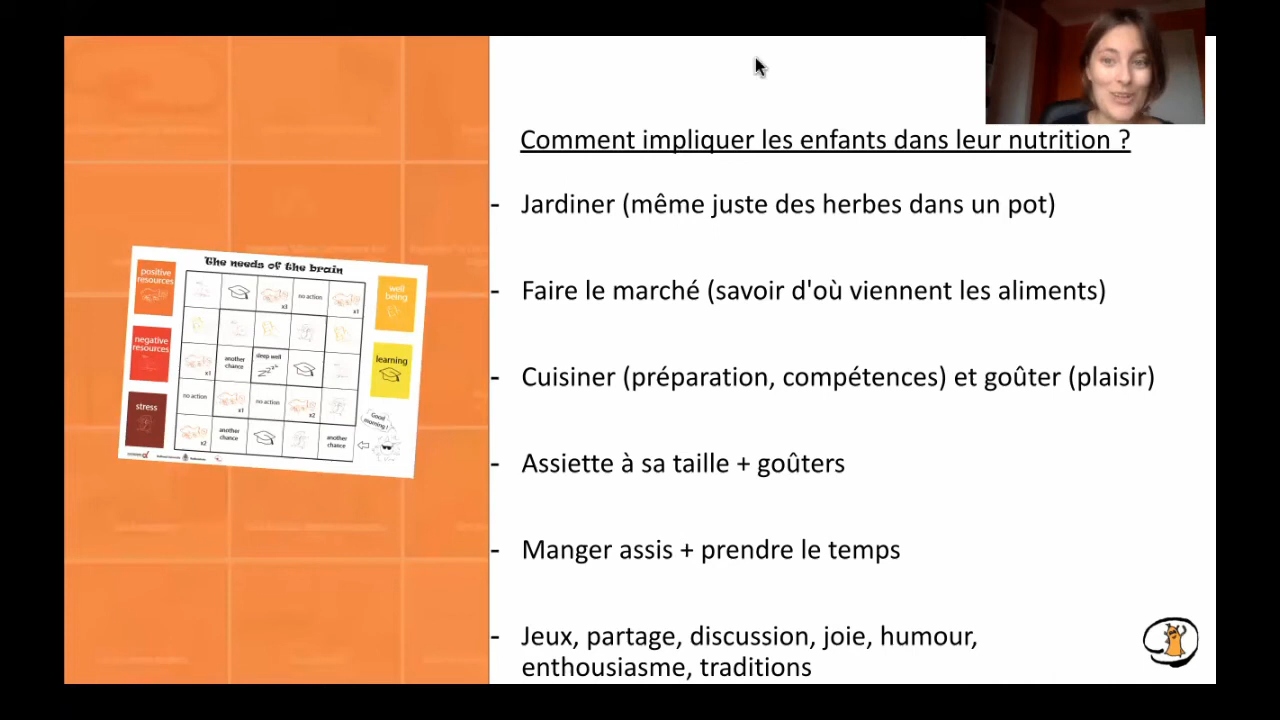 Comment impliquer les enfants dans leur nutrition ?
- Jardiner (même juste des herbes dans un pot)
- Faire le marché (savoir d'où viennent les aliments)
- Cuisiner (préparation, compétences) et goûter (plaisir)
- Assiette à sa taille + goûters
- Manger assis + prendre le temps
- Jeux, partage, discussion, joie, humour,
enthousiasme, traditions
The needs of the brain
positive
resources
negative
resources
stress
well
being
learning
Good
morning !
x3
no action
x1
x1
another
chance
deep well
no action
x1
no action
x2
x2
another
chance
another
chance